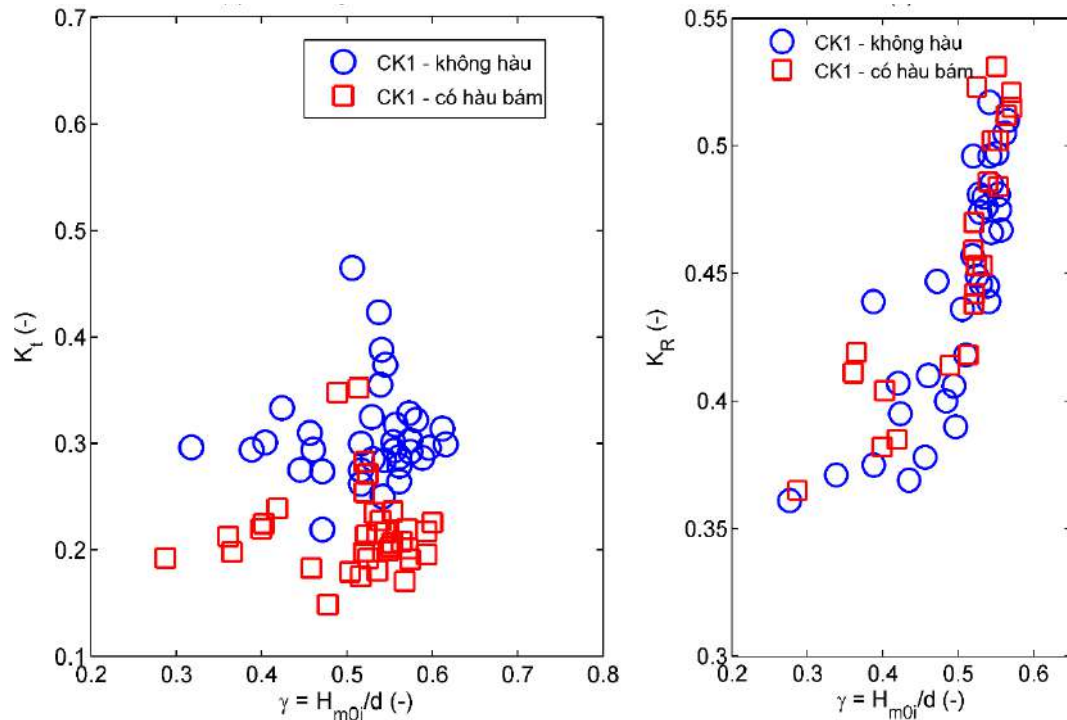 0.7
0.6
0.5
0.4
0.3
0.2
0.1
K_t (-)
CK1 - không hàu
CK1 - có hàu bám
0.2 0.3 0.4 0.5 0.6 0.7 0.8
γ = H_m0i/d (-)
0.55
0.5
0.45
0.4
0.35
0.3
K_R (-)
CK1 - không hàu
CK1 - có hàu bám
0.2 0.3 0.4 0.5 0.6
γ = H_m0i/d (-)